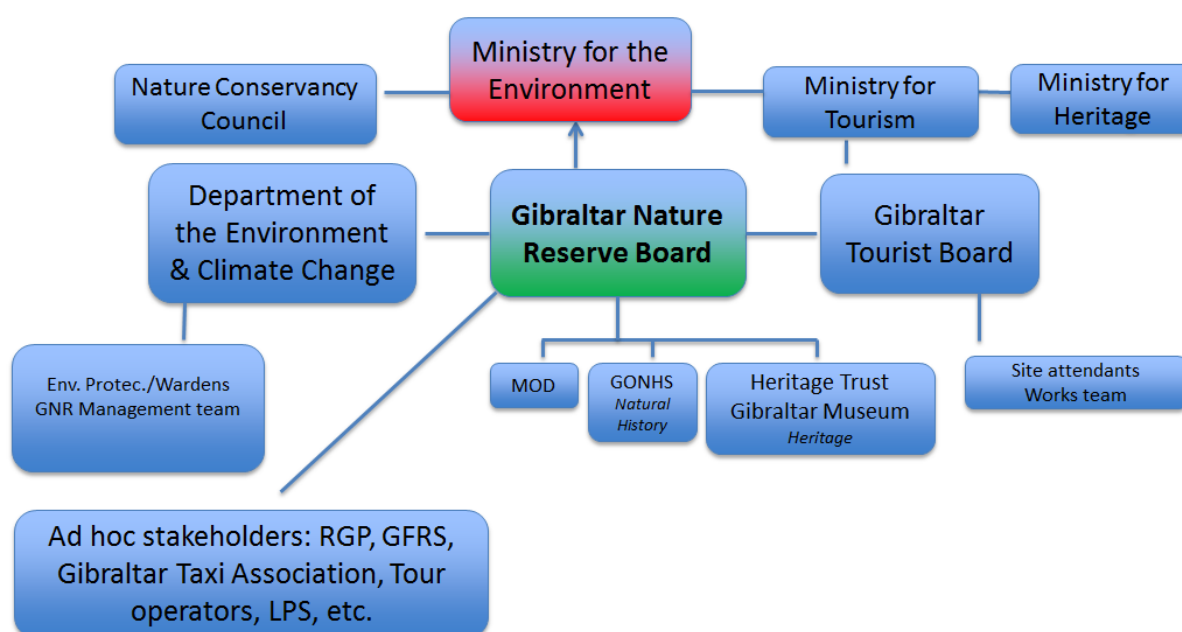 Ministry for the
Environment
Nature Conservancy
Council
Ministry for
Tourism
Ministry for
Heritage
Department of
the Environment
& Climate Change
Gibraltar Nature
Reserve Board
Gibraltar
Tourist Board
Env. Protec./Wardens
GNR Management team
MOD
GONHS
Natural
History
Heritage Trust
Gibraltar Museum
Heritage
Site attendants
Works team
Ad hoc stakeholders: RGP, GFRS,
Gibraltar Taxi Association, Tour
operators, LPS, etc.